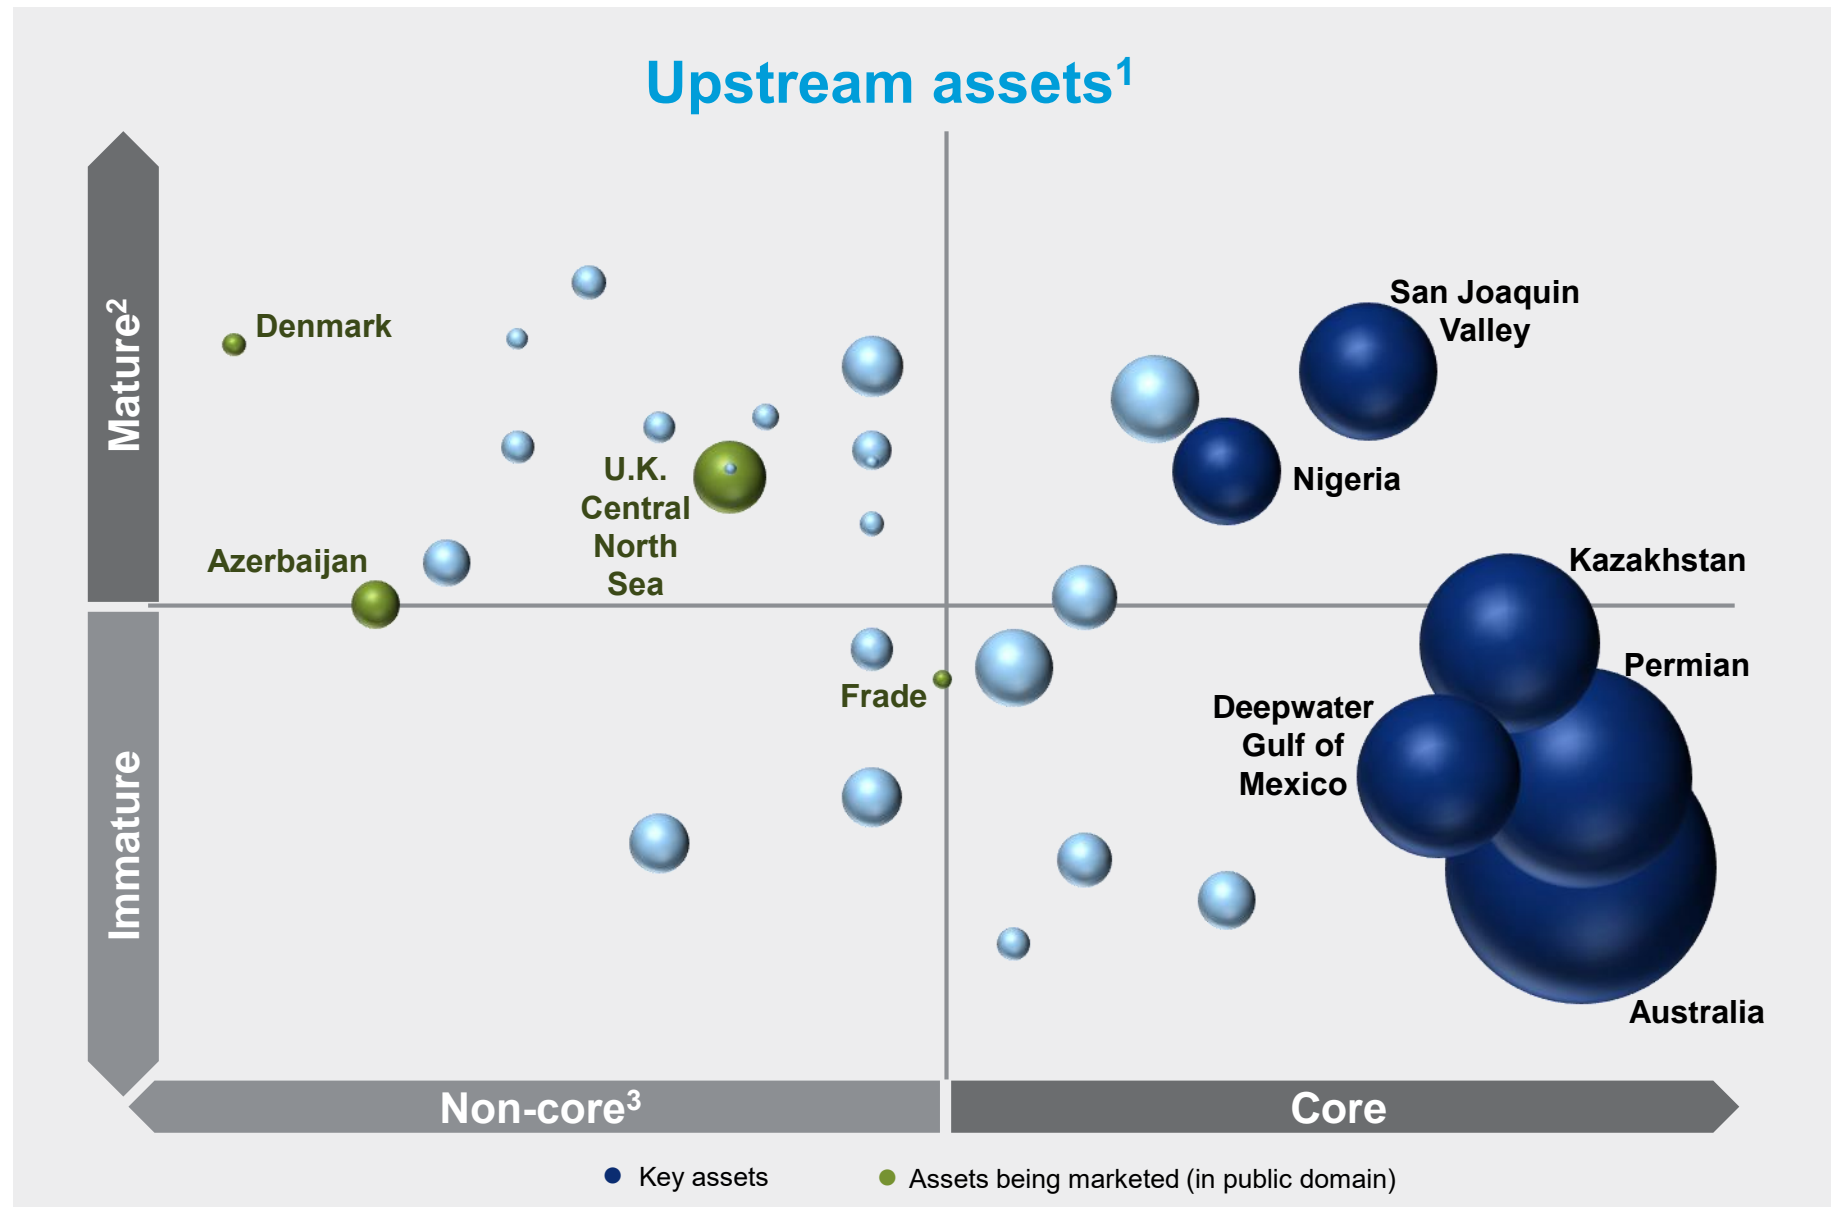 Upstream assets1
Mature2
Immature
Denmark
San Joaquin
Valley
U.K.
Central
North
Sea
Nigeria
Azerbaijan
Kazakhstan
Frade
Permian
Deepwater
Gulf of
Mexico
Australia
Non-core3
Core
Key assets
Assets being marketed (in public domain)